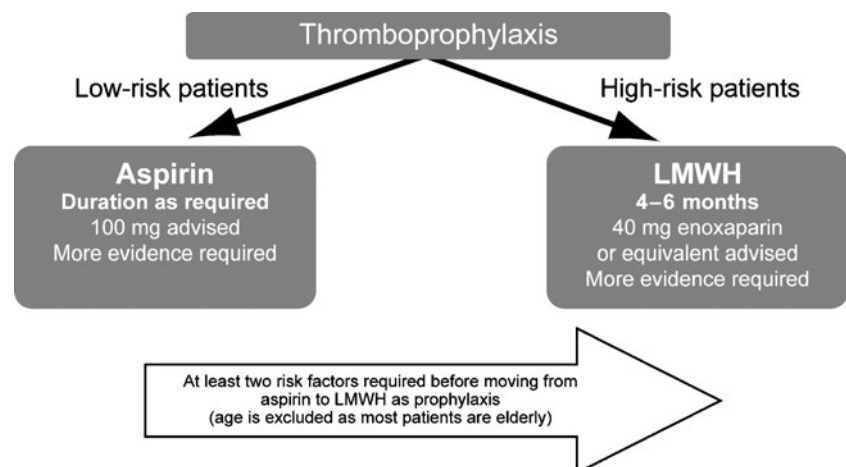 Thromboprophylaxis
Low-risk patients
High-risk patients
Aspirin
Duration as required
100 mg advised
More evidence required
LMWH
4–6 months
40 mg enoxaparin
or equivalent advised
More evidence required
At least two risk factors required before moving from
aspirin to LMWH as prophylaxis
(age is excluded as most patients are elderly)